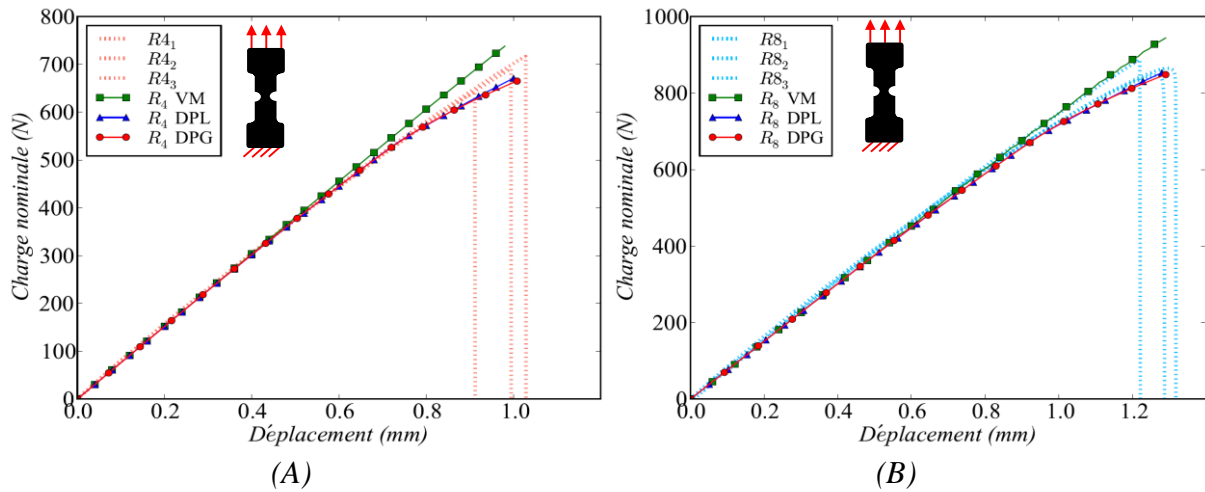 800
700
600
500
400
300
200
100
0
0.0 0.2 0.4 0.6 0.8 1.0
Charge nominale (N)
Déplacement (mm)
R4₁
R4₂
R4₃
R₄ VM
R₄ DPL
R₄ DPG
(A)
1000
800
600
400
200
0
0.0 0.2 0.4 0.6 0.8 1.0 1.2
Charge nominale (N)
Déplacement (mm)
R8₁
R8₂
R8₃
R₈ VM
R₈ DPL
R₈ DPG
(B)